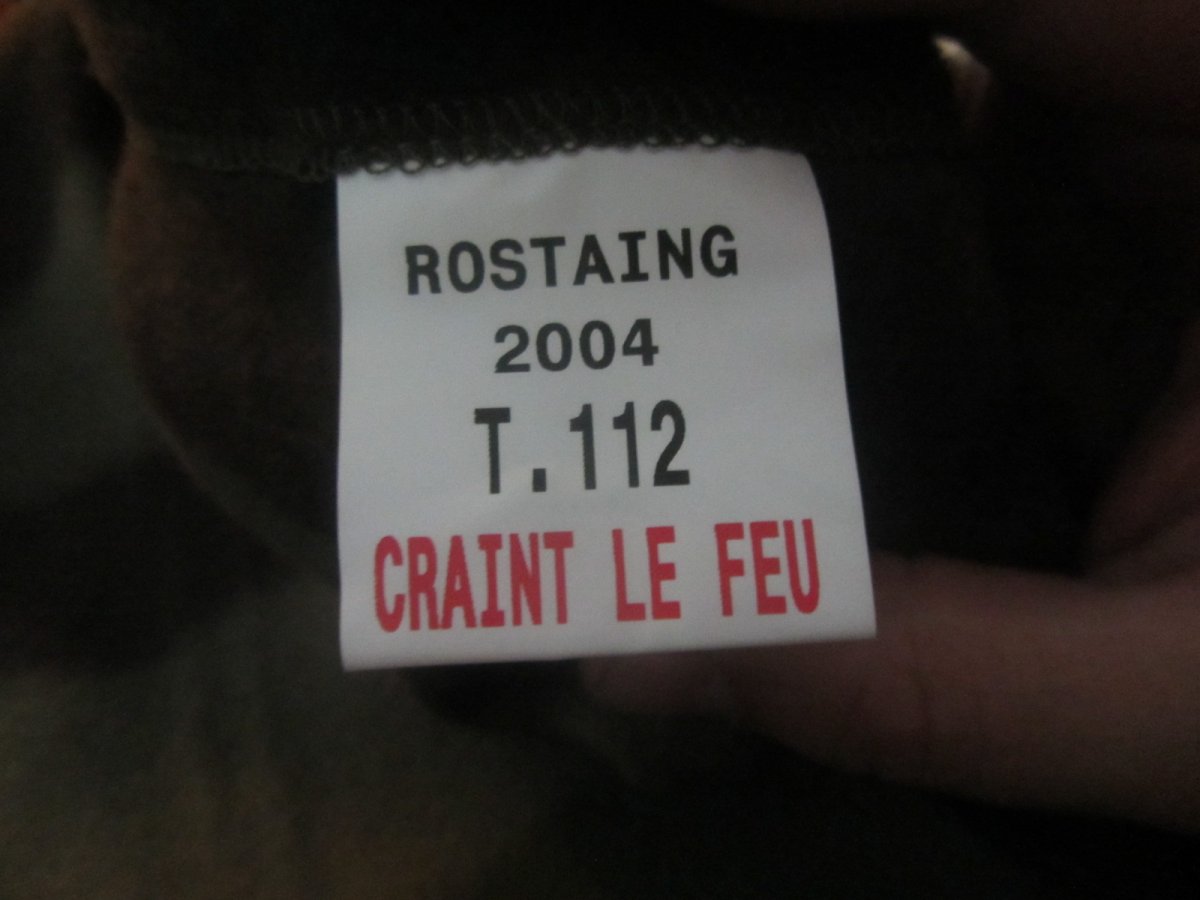 ROSTAING
2004
T.112
CRAINT LE FEU